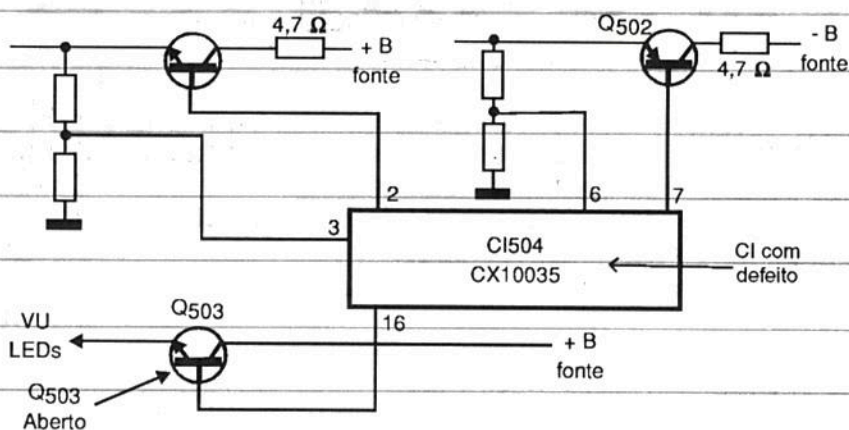 4,7 Ω
+ B
fonte
Q502
- B
fonte
4,7 Ω
2
6
7
3
CI504
CX10035
CI com
defeito
16
Q503
VU
LEDs
+ B
fonte
Q503
Aberto